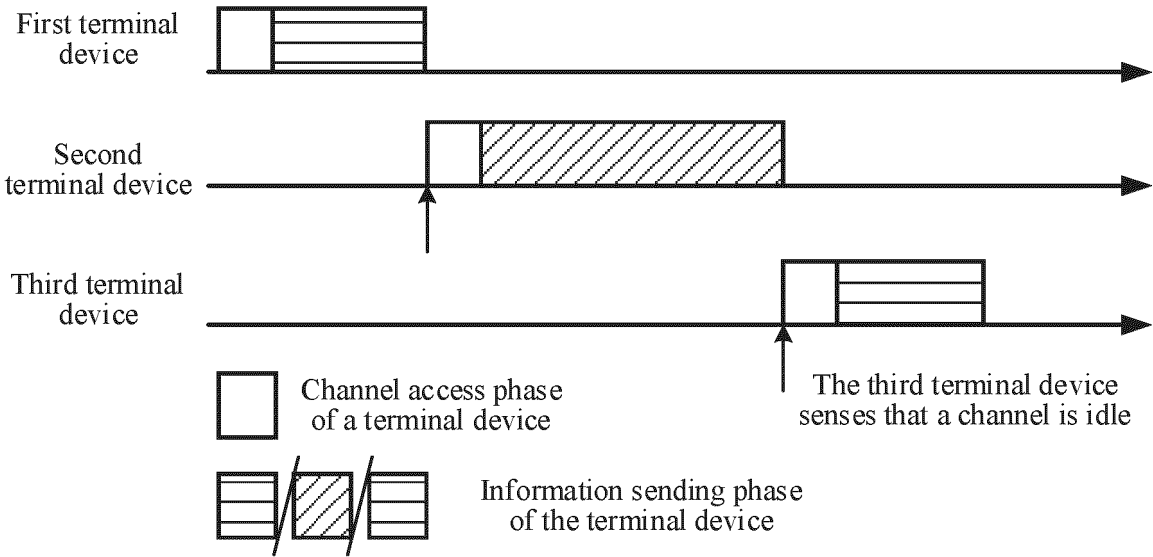 First terminal
device
Second
terminal device
Third terminal
device
Channel access phase
of a terminal device
The third terminal device
senses that a channel is idle
Information sending phase
of the terminal device